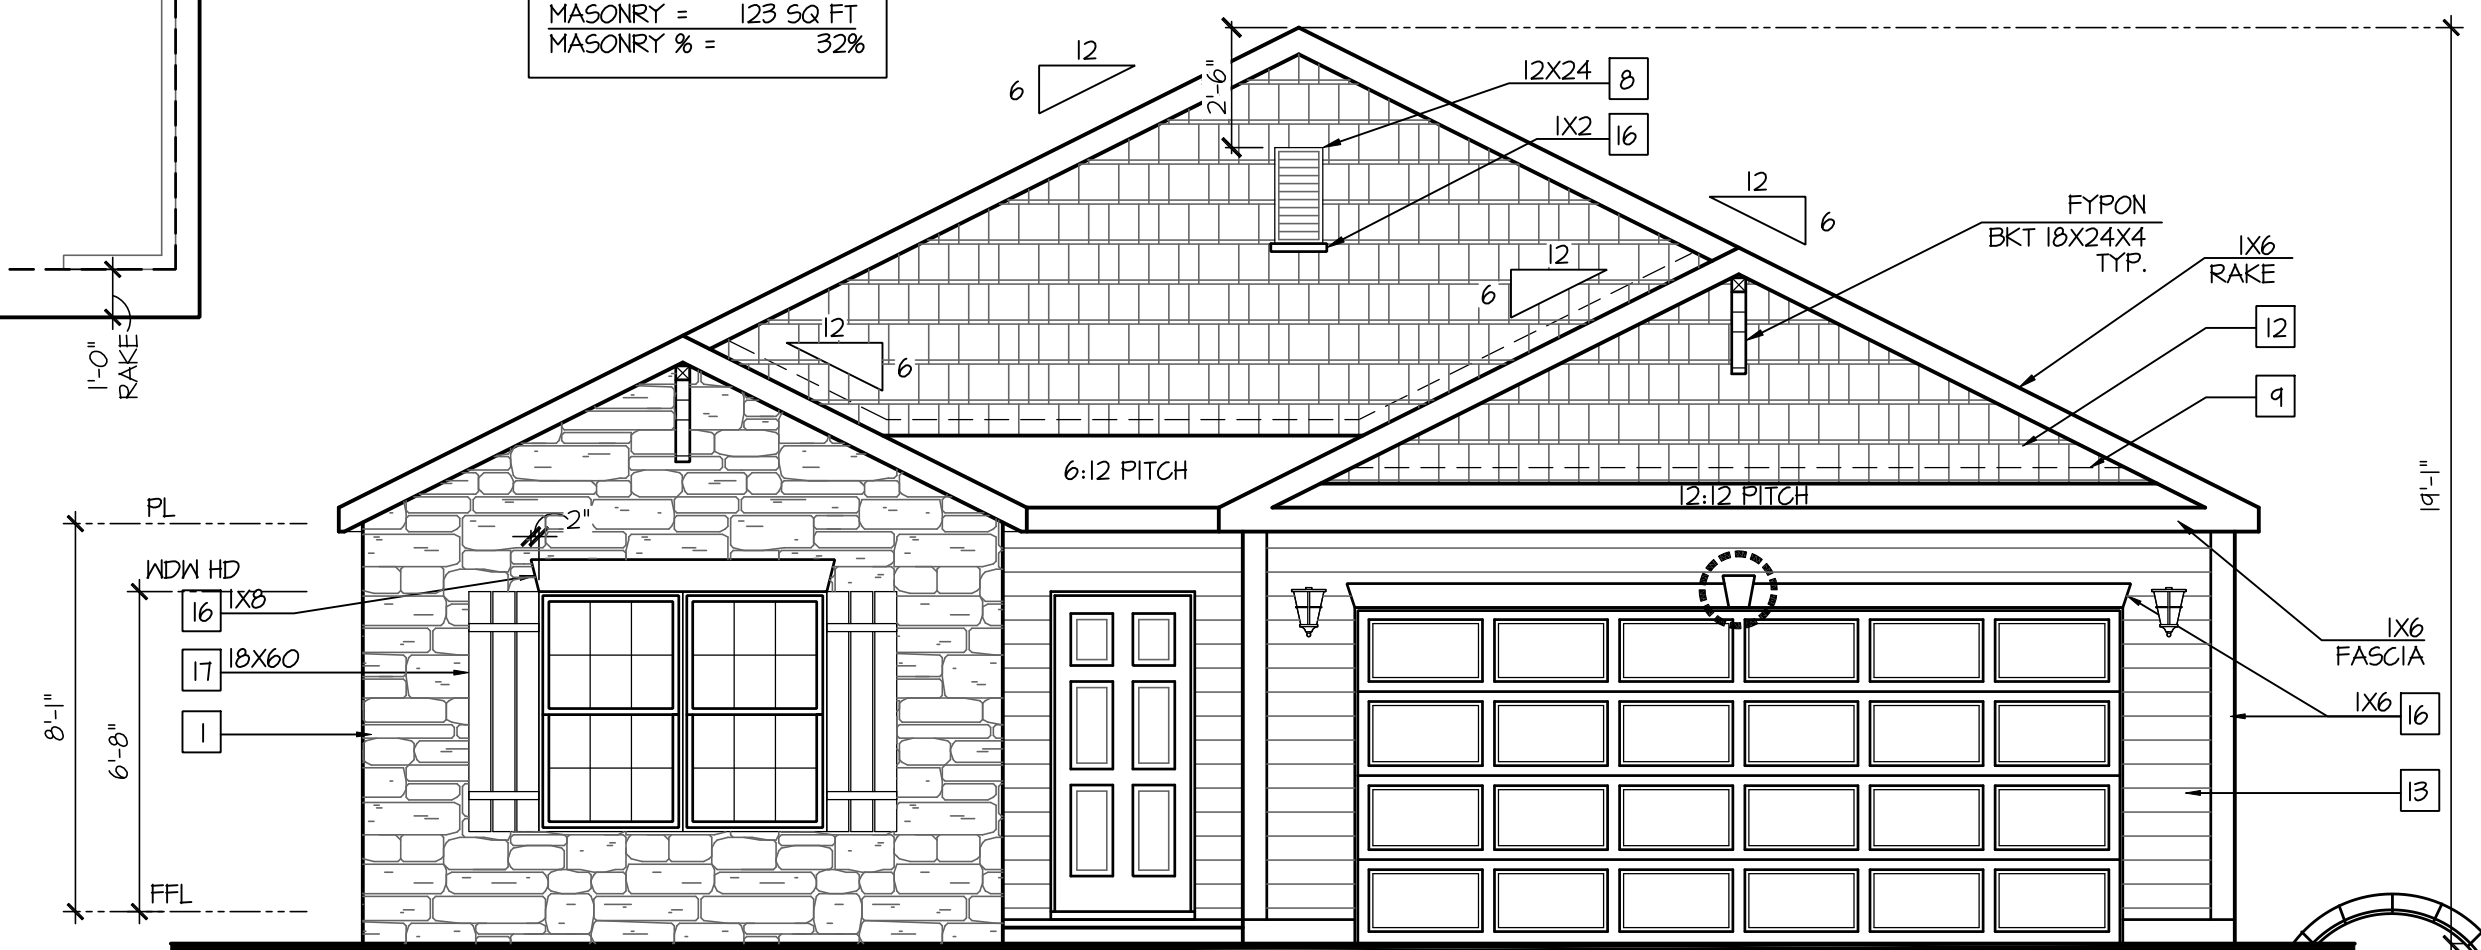 MASONRY = 123 SQ FT
MASONRY % = 32%
12
6
2'-6"
12X24 8
1X2 16
12
6
FYPON
BKT 18X24X4
TYP.
1X6
RAKE
12
6
12
9
1'-0"
RAKE
12
6
6:12 PITCH
12:12 PITCH
19'-1"
PL
2"
WDW HD
16 1X8
17 18X60
1
8'-1"
6'-8"
FFL
1X6
FASCIA
1X6 16
13